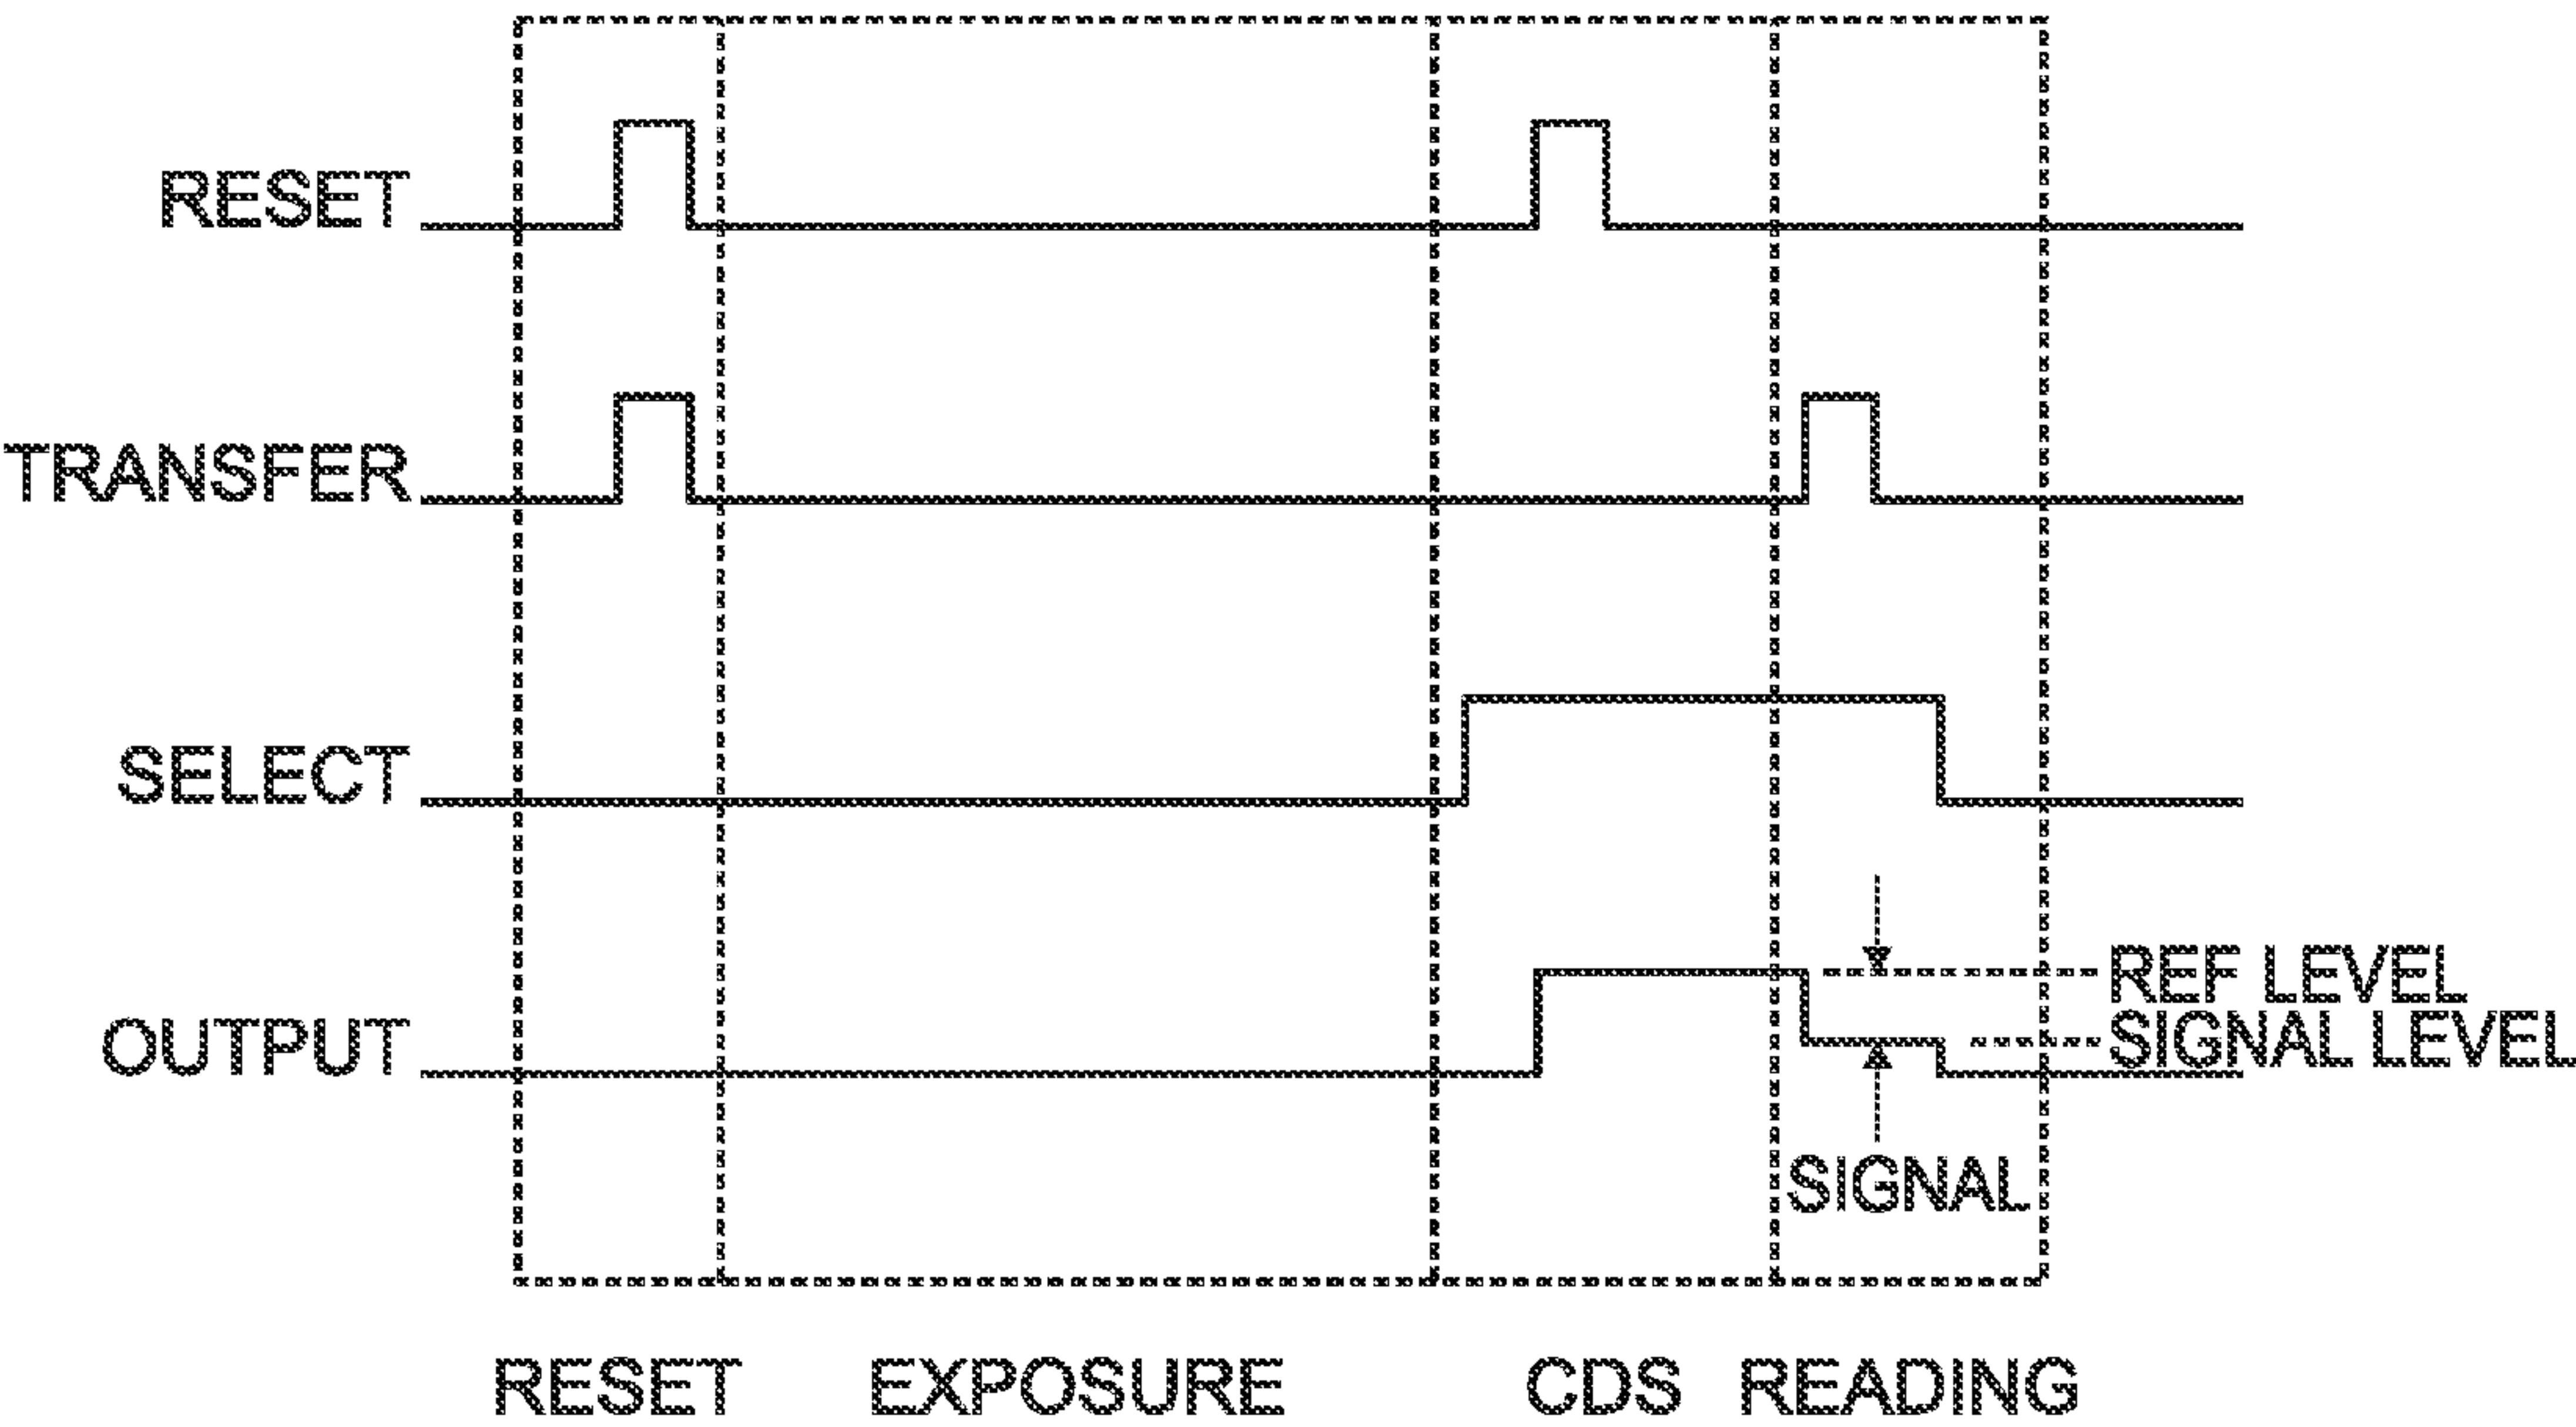 RESET
TRANSFER
SELECT
OUTPUT
REF LEVEL
SIGNAL LEVEL
SIGNAL
RESET EXPOSURE CDS READING